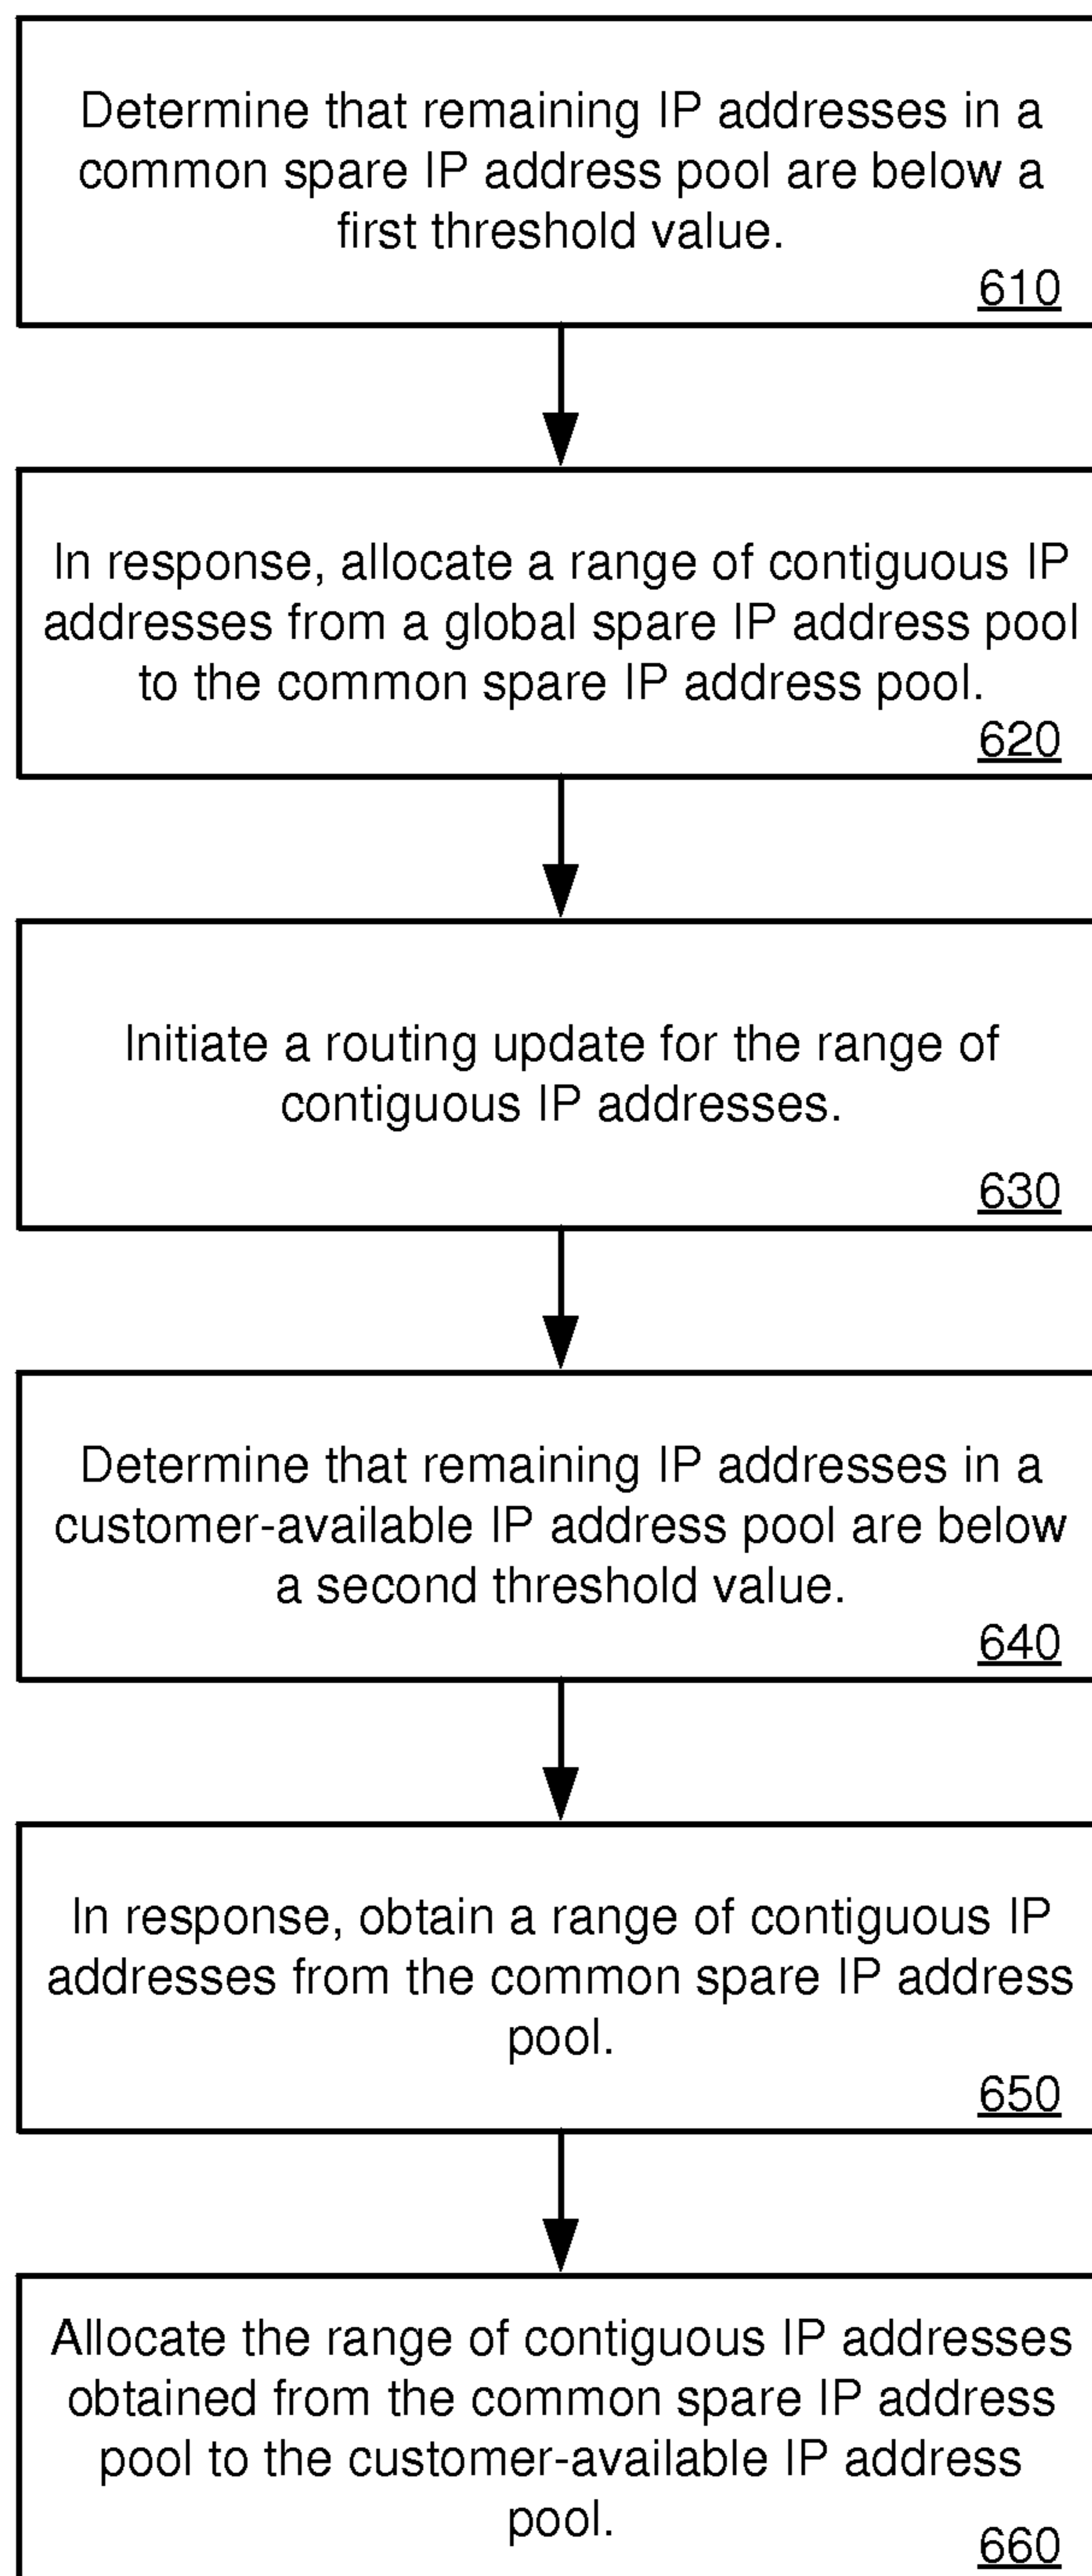 Determine that remaining IP addresses in a
common spare IP address pool are below a
first threshold value.
610
In response, allocate a range of contiguous IP
addresses from a global spare IP address pool
to the common spare IP address pool.
620
Initiate a routing update for the range of
contiguous IP addresses.
630
Determine that remaining IP addresses in a
customer-available IP address pool are below
a second threshold value.
640
In response, obtain a range of contiguous IP
addresses from the common spare IP address
pool.
650
Allocate the range of contiguous IP addresses
obtained from the common spare IP address
pool to the customer-available IP address
pool.
660